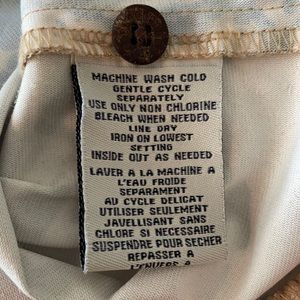 MACHINE WASH COLD
GENTLE CYCLE
SEPARATELY
USE ONLY NON CHLORINE
BLEACH WHEN NEEDED
LINE DRY
IRON ON LOWEST
SETTING
INSIDE OUT AS NEEDED
LAVER A LA MACHINE A
L'EAU FROIDE
SEPARAMENT
AU CYCLE DELICAT
UTILISER SEULEMENT
JAVELLISANT SANS
CHLORE SI NECESSAIRE
SUSPENDRE POUR SECHER
REPASSER A
L'ENVERS A